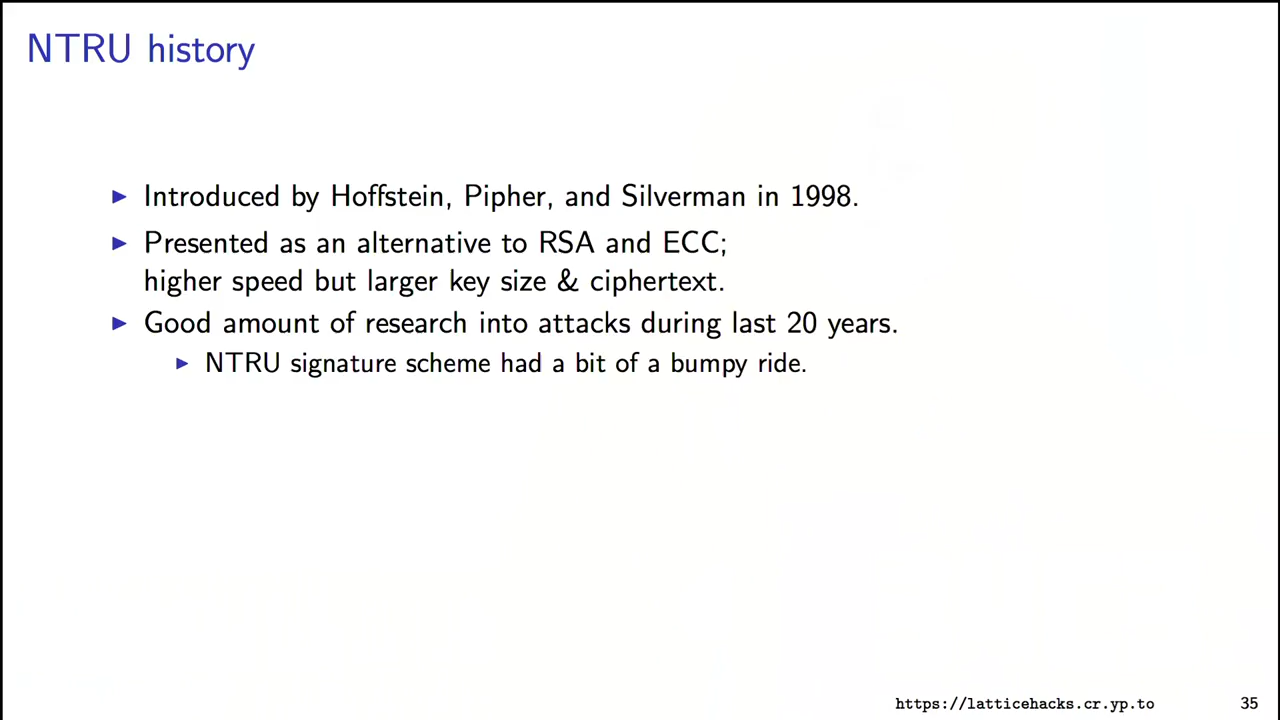 NTRU history
▶ Introduced by Hoffstein, Pipher, and Silverman in 1998.
▶ Presented as an alternative to RSA and ECC;
higher speed but larger key size & ciphertext.
▶ Good amount of research into attacks during last 20 years.
▶ NTRU signature scheme had a bit of a bumpy ride.
https://latticehacks.cr.yp.to 35